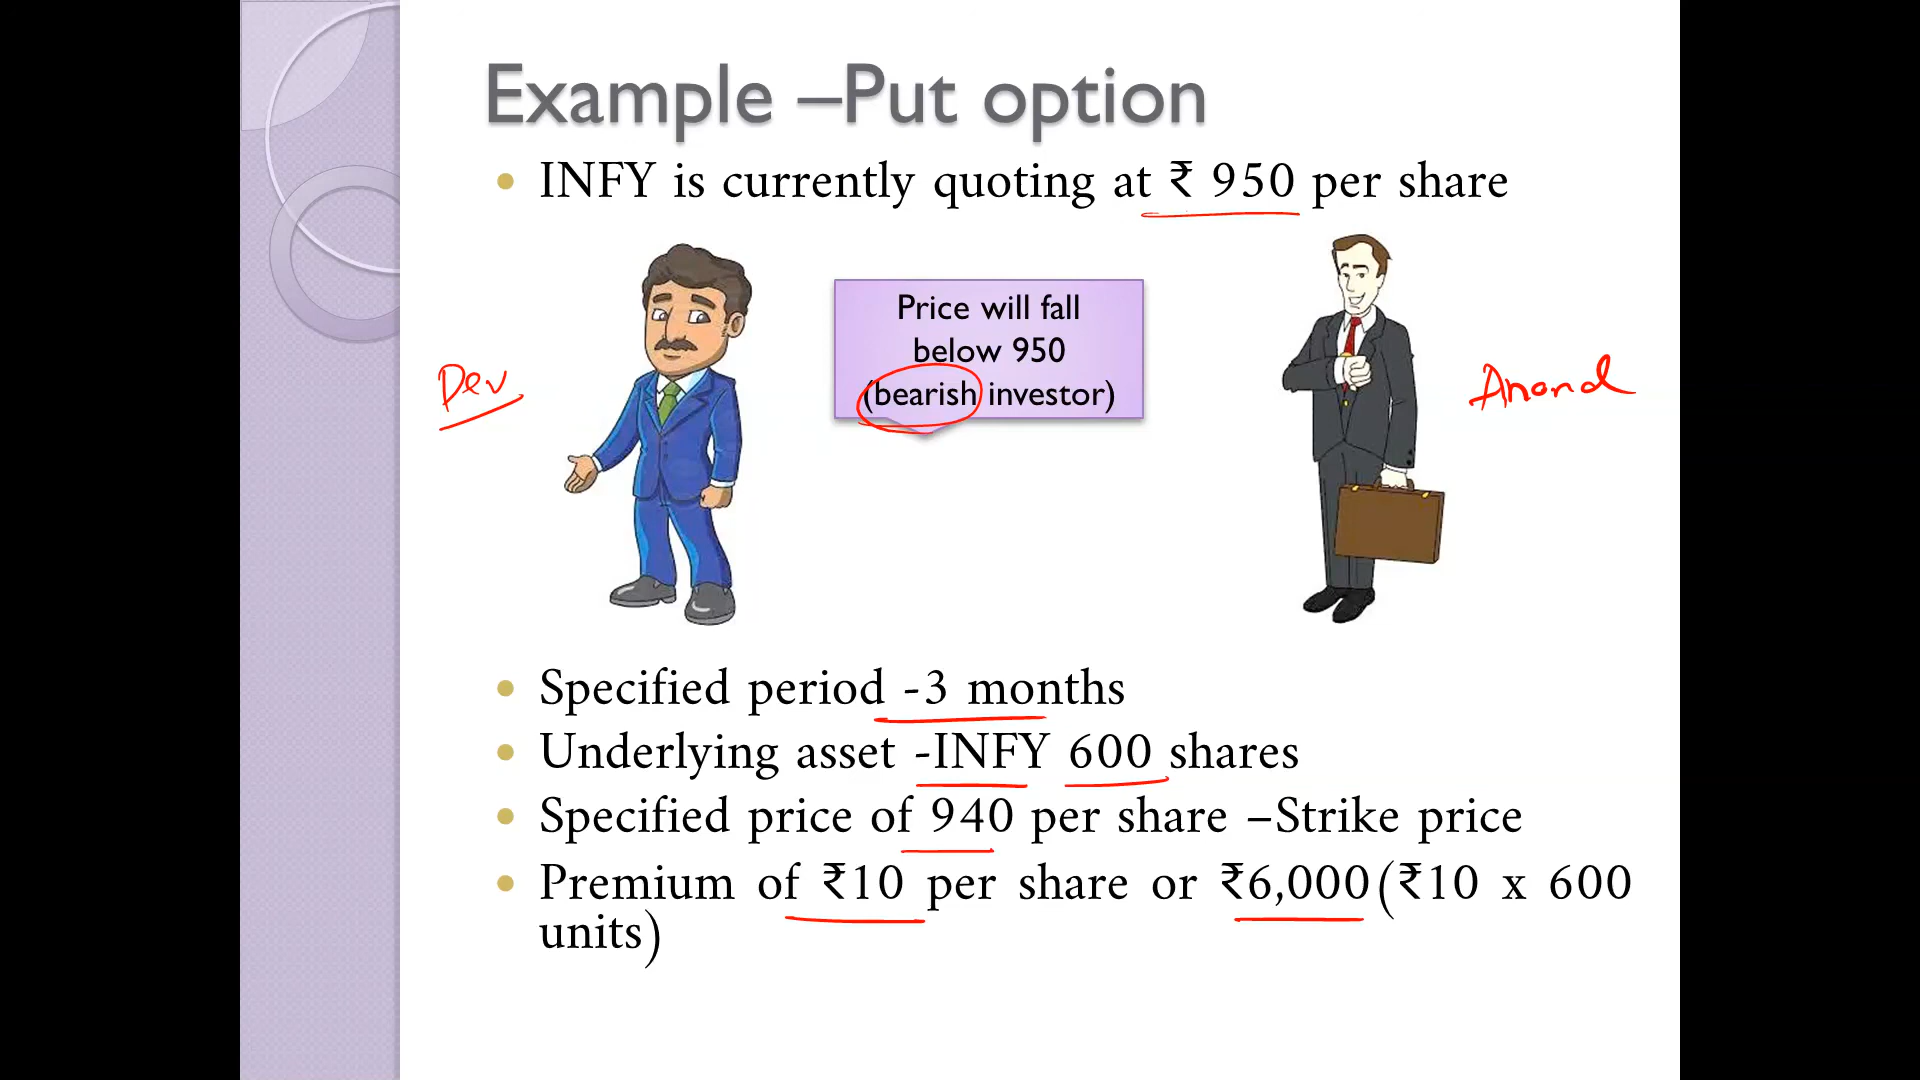 Example –Put option
INFY is currently quoting at ₹ 950 per share
Price will fall
below 950
(bearish investor)
Dev
Anand
Specified period -3 months
Underlying asset -INFY 600 shares
Specified price of 940 per share –Strike price
Premium of ₹10 per share or ₹6,000(₹10 x 600
units)